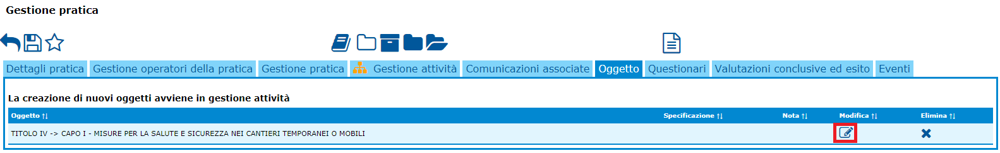 Gestione pratica
Dettagli pratica Gestione operatori della pratica Gestione pratica Gestione attività Comunicazioni associate Oggetto Questionari Valutazioni conclusive ed esito Eventi
La creazione di nuovi oggetti avviene in gestione attività
Oggetto ↑↓ Specificazione ↑↓ Nota ↑↓ Modifica ↑↓ Elimina ↑↓
TITOLO IV -> CAPO I - MISURE PER LA SALUTE E SICUREZZA NEI CANTIERI TEMPORANEI O MOBILI